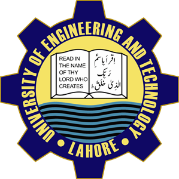 UNIVERSITY OF ENGINEERING AND TECHNOLOGY
• LAHORE •
READ IN
THE NAME
OF THY
LORD WHO
CREATES
اقرأ باسم
ربك
الذی خلق